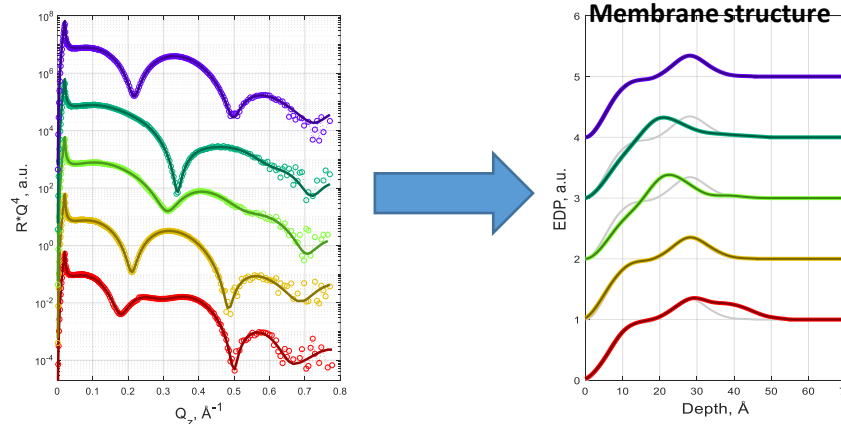 Membrane structure
10^8
10^6
10^4
10^2
10^0
10^-2
10^-4
R*Q^4, a.u.
0 0.1 0.2 0.3 0.4 0.5 0.6 0.7 0.8
Q_z, Å^-1
6
5
4
3
2
1
0
EDP, a.u.
0 10 20 30 40 50 60 70
Depth, Å